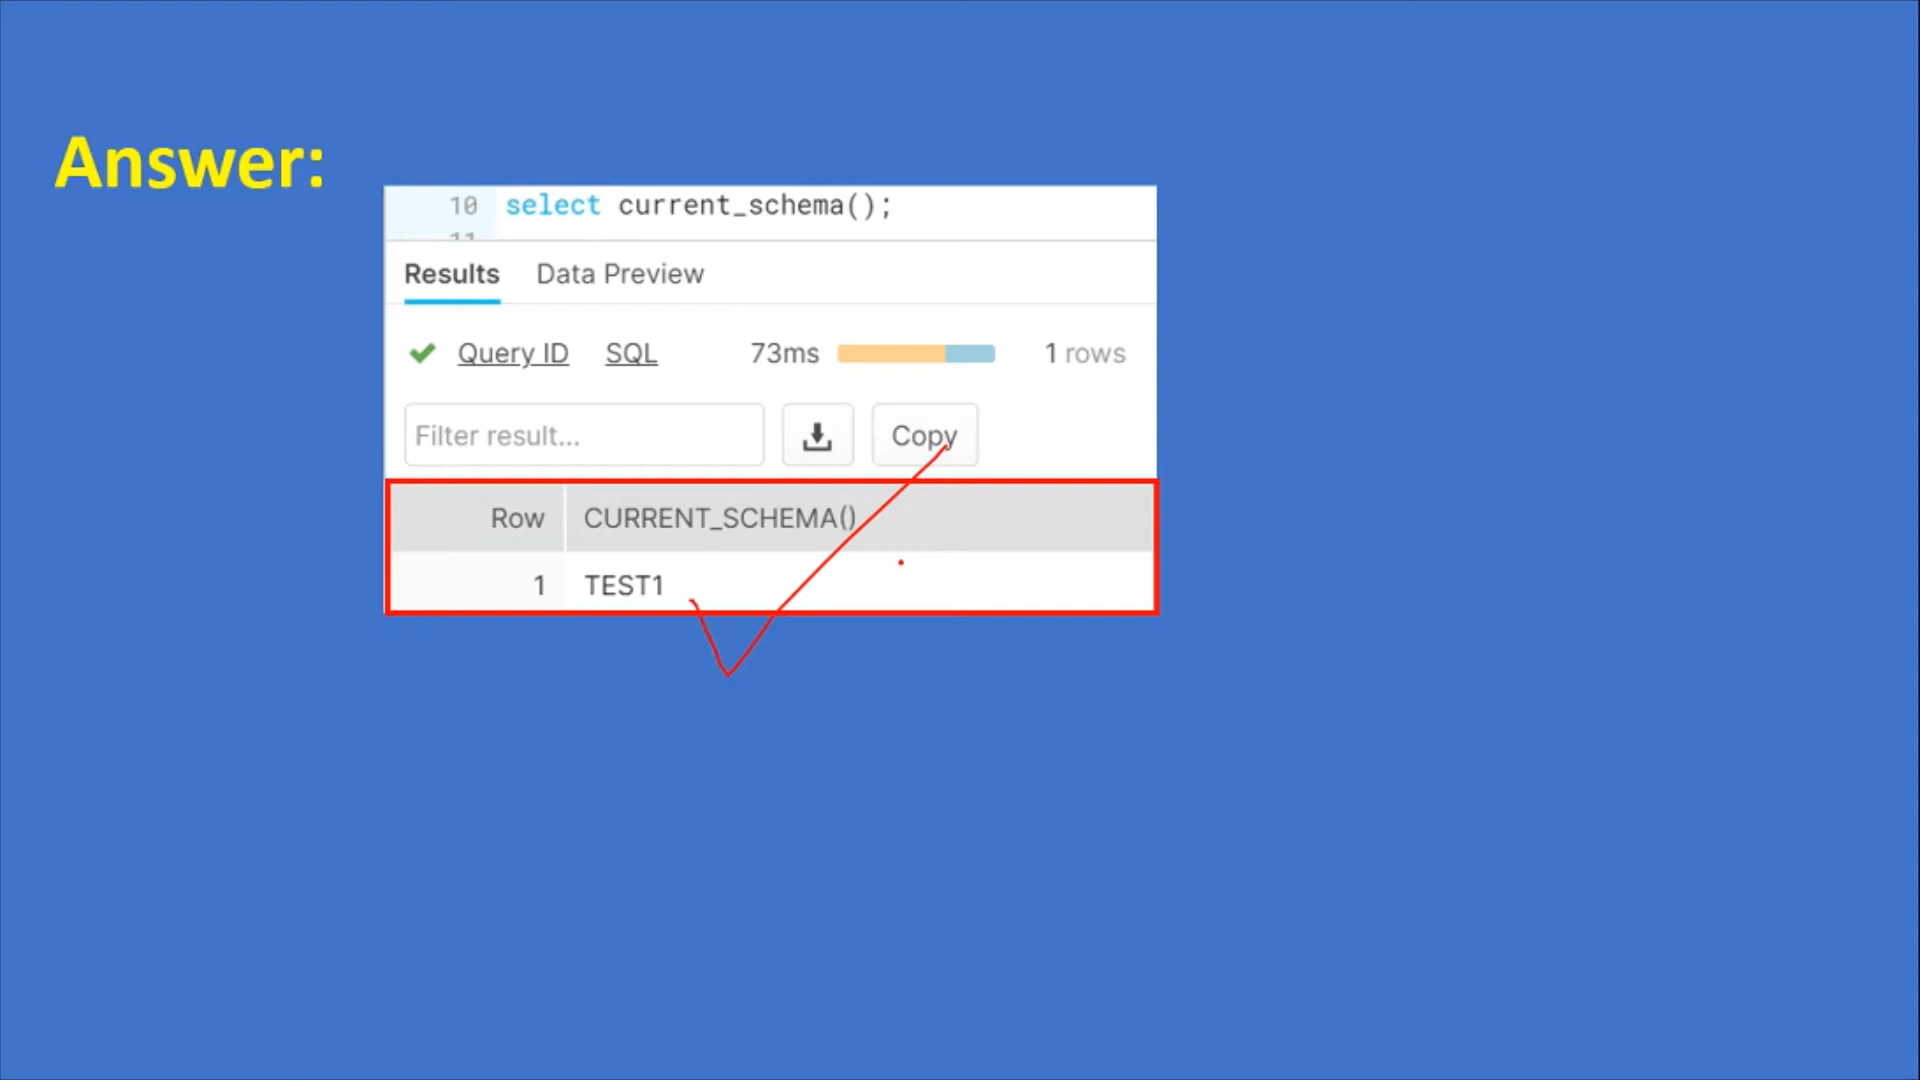 Answer:
10 select current_schema();
11
Results Data Preview
Query ID SQL 73ms 1 rows
Filter result... Copy
Row CURRENT_SCHEMA()
1 TEST1